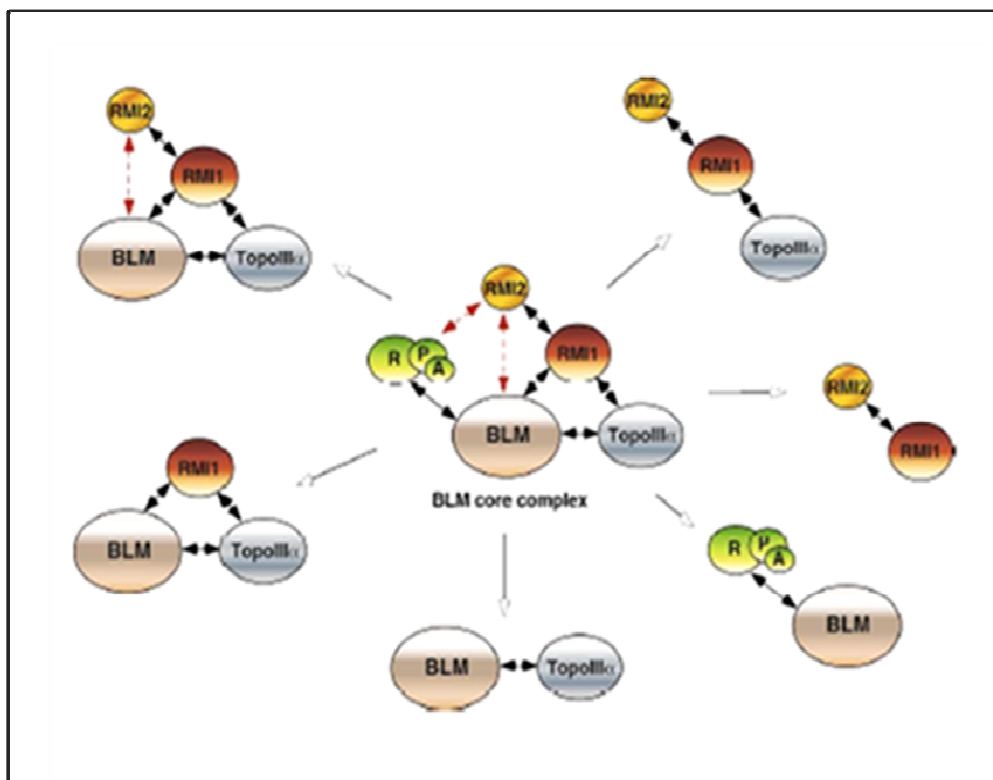 RMI2
RMI1
BLM
TopoIIIα
RMI2
RMI1
TopoIIIα
RMI2
R P A
RMI1
BLM
TopoIIIα
BLM core complex
RMI2
RMI1
RMI1
BLM
TopoIIIα
R P A
BLM
BLM
TopoIIIα